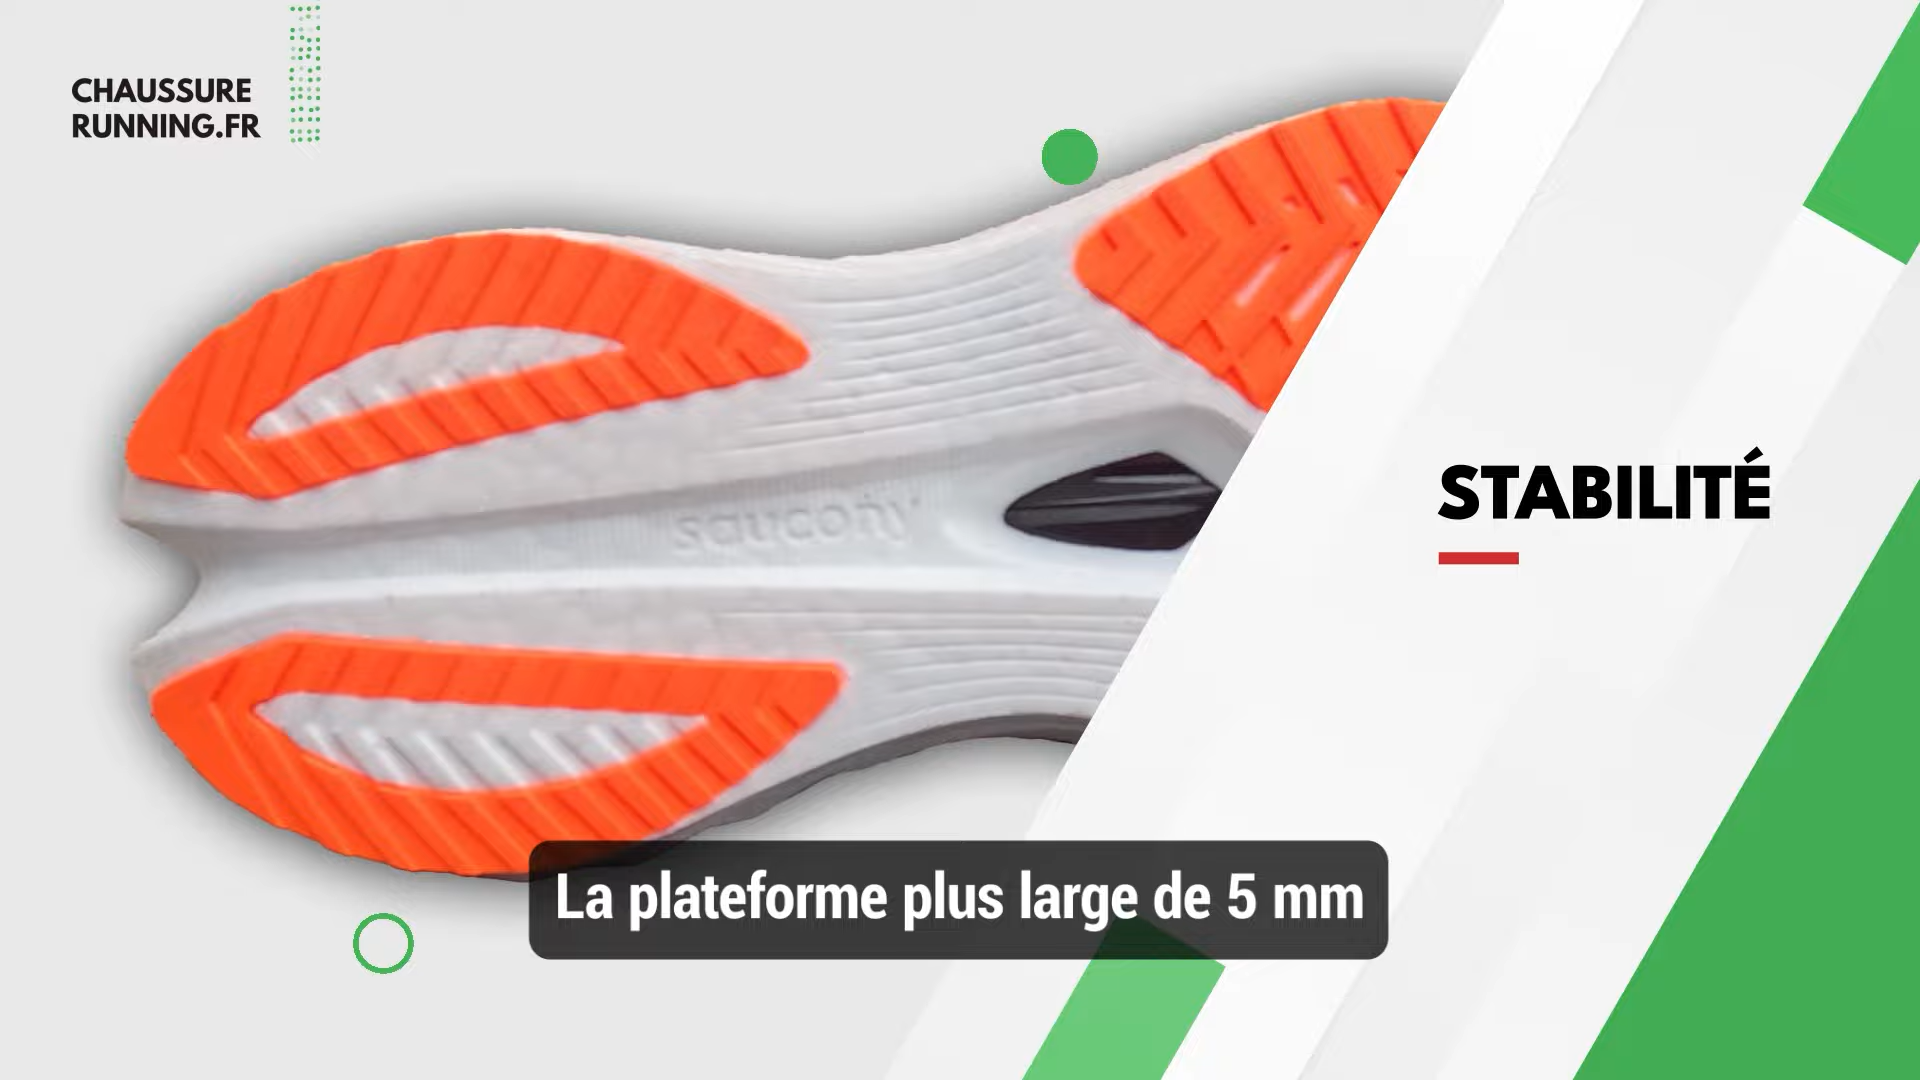 CHAUSSURE
RUNNING.FR
saucony
STABILITÉ
La plateforme plus large de 5 mm